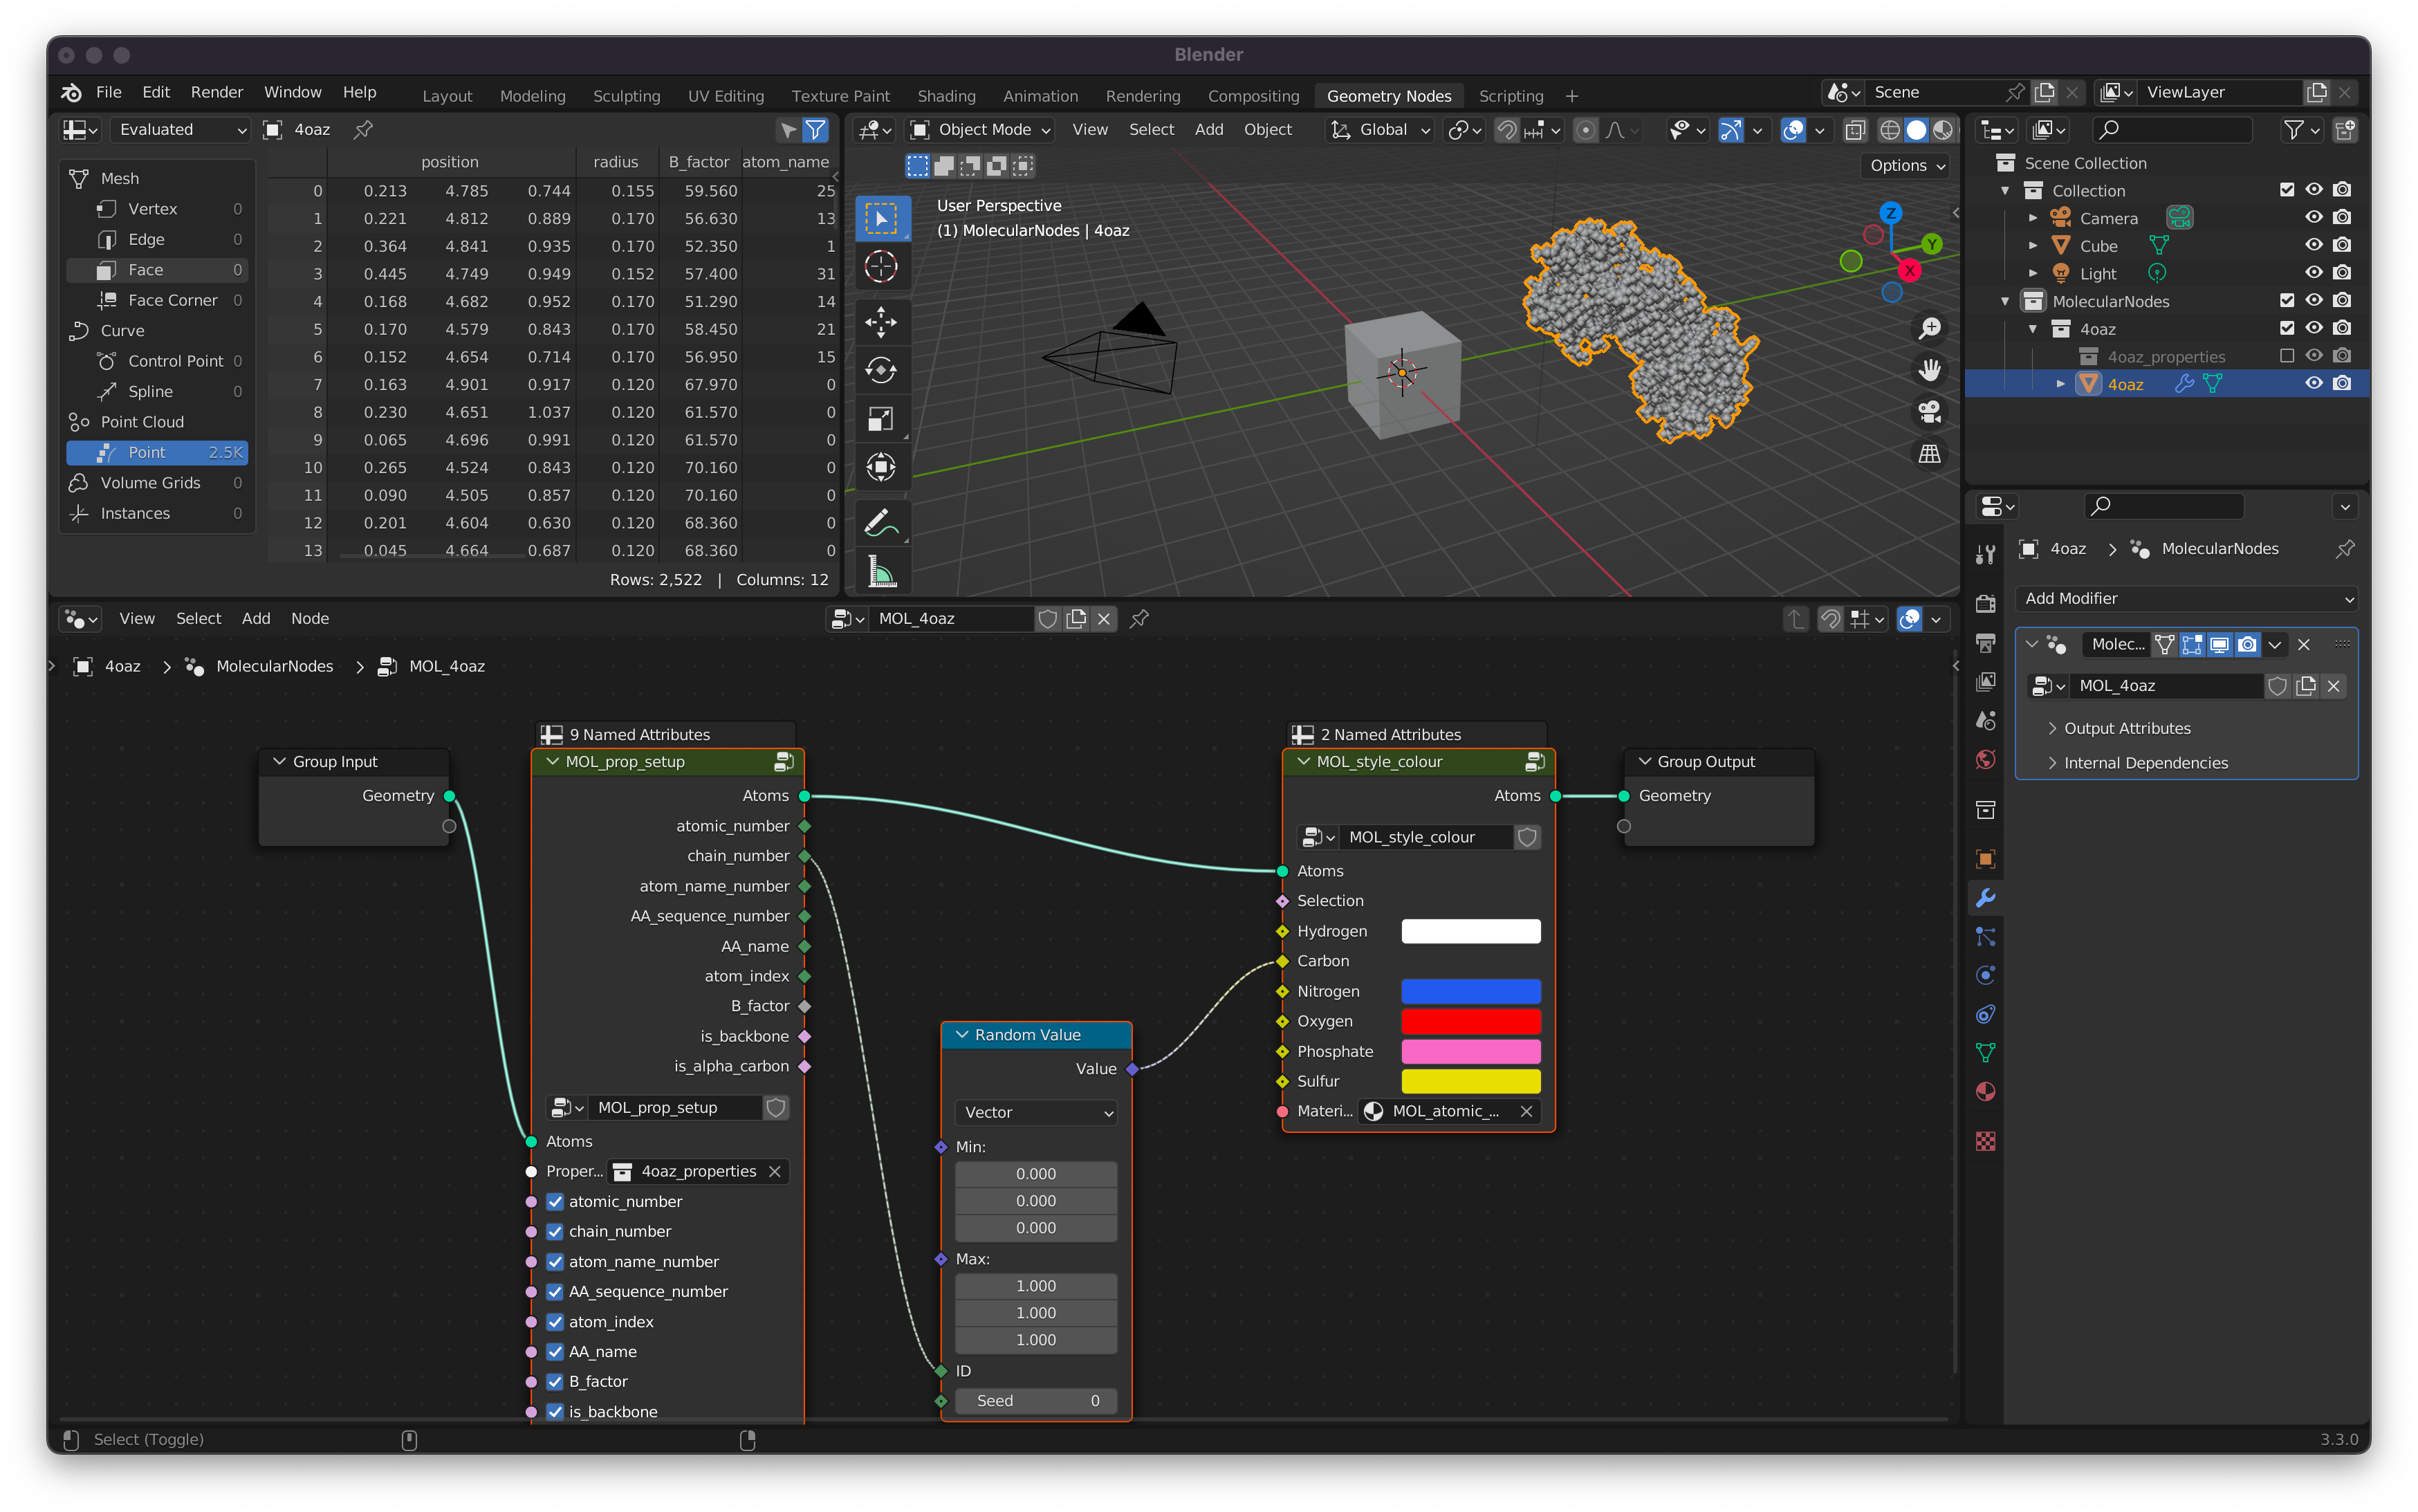 Blender
File Edit Render Window Help Layout Modeling Sculpting UV Editing Texture Paint Shading Animation Rendering Compositing Geometry Nodes Scripting + Scene ViewLayer
Evaluated 4oaz
Mesh
Vertex 0
Edge 0
Face 0
Face Corner 0
Curve
Control Point 0
Spline 0
Point Cloud
Point 2.5K
Volume Grids 0
Instances 0
position radius B_factor atom_name
0 0.213 4.785 0.744 0.155 59.560 25
1 0.221 4.812 0.889 0.170 56.630 13
2 0.364 4.841 0.935 0.170 52.350 1
3 0.445 4.749 0.949 0.152 57.400 31
4 0.168 4.682 0.952 0.170 51.290 14
5 0.170 4.579 0.843 0.170 58.450 21
6 0.152 4.654 0.714 0.170 56.950 15
7 0.163 4.901 0.917 0.120 67.970 0
8 0.230 4.651 1.037 0.120 61.570 0
9 0.065 4.696 0.991 0.120 61.570 0
10 0.265 4.524 0.843 0.120 70.160 0
11 0.090 4.505 0.857 0.120 70.160 0
12 0.201 4.604 0.630 0.120 68.360 0
13 0.045 4.664 0.687 0.120 68.360 0
Rows: 2,522 | Columns: 12
Object Mode View Select Add Object Global
Options
User Perspective
(1) MolecularNodes | 4oaz
Z
Y
X
Scene Collection
Collection
Camera
Cube
Light
MolecularNodes
4oaz
4oaz_properties
4oaz
4oaz > MolecularNodes
Add Modifier
Molec...
MOL_4oaz
Output Attributes
Internal Dependencies
View Select Add Node MOL_4oaz
4oaz > MolecularNodes > MOL_4oaz
Group Input
Geometry
9 Named Attributes
MOL_prop_setup
Atoms
atomic_number
chain_number
atom_name_number
AA_sequence_number
AA_name
atom_index
B_factor
is_backbone
is_alpha_carbon
MOL_prop_setup
Atoms
Proper... 4oaz_properties
atomic_number
chain_number
atom_name_number
AA_sequence_number
atom_index
AA_name
B_factor
is_backbone
Random Value
Value
Vector
Min:
0.000
0.000
0.000
Max:
1.000
1.000
1.000
ID
Seed 0
2 Named Attributes
MOL_style_colour
Atoms
MOL_style_colour
Atoms
Selection
Hydrogen
Carbon
Nitrogen
Oxygen
Phosphate
Sulfur
Materi... MOL_atomic_...
Group Output
Geometry
Select (Toggle)
3.3.0